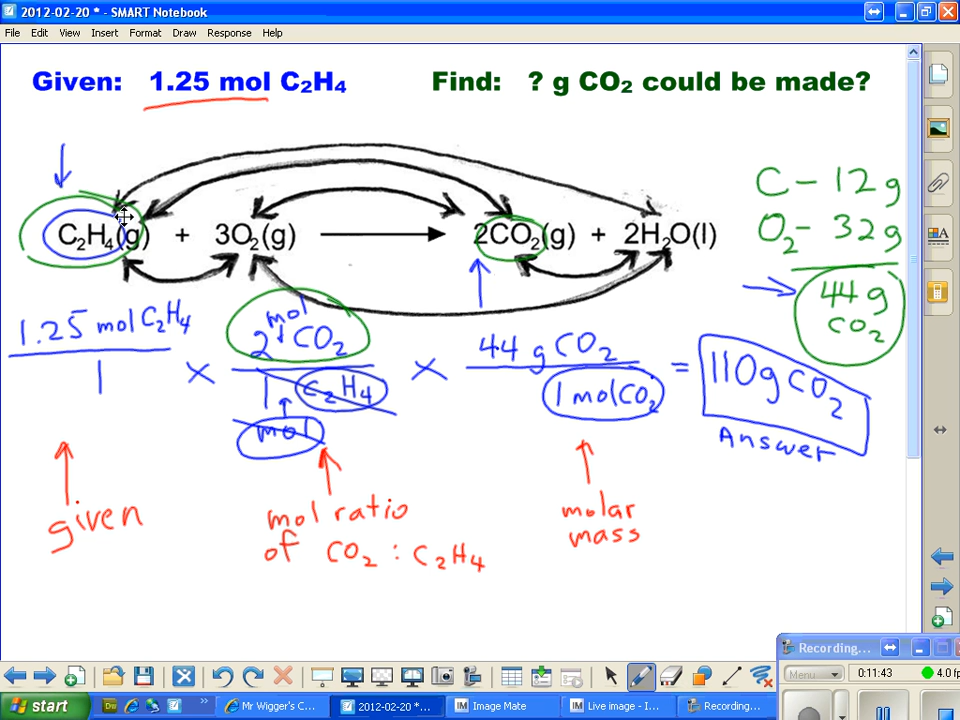 2012-02-20 * - SMART Notebook
File Edit View Insert Format Draw Response Help
Given: 1.25 mol C₂H₄ Find: ? g CO₂ could be made?
C - 12g
O₂ - 32g
44 g
CO₂
C₂H₄(g) + 3O₂(g) 2CO₂(g) + 2H₂O(l)
1.25 mol C₂H₄
1
×
mol
2 CO₂
1 C₂H₄
mol
×
44 g CO₂
1 mol CO₂
= 110g CO₂
Answer
given
mol ratio
of CO₂ : C₂H₄
molar
mass
Recording...
Menu 0:11:43 4.0 fp
start Mr Wigger's C... 2012-02-20 *... Image Mate Live image - I... Recording...